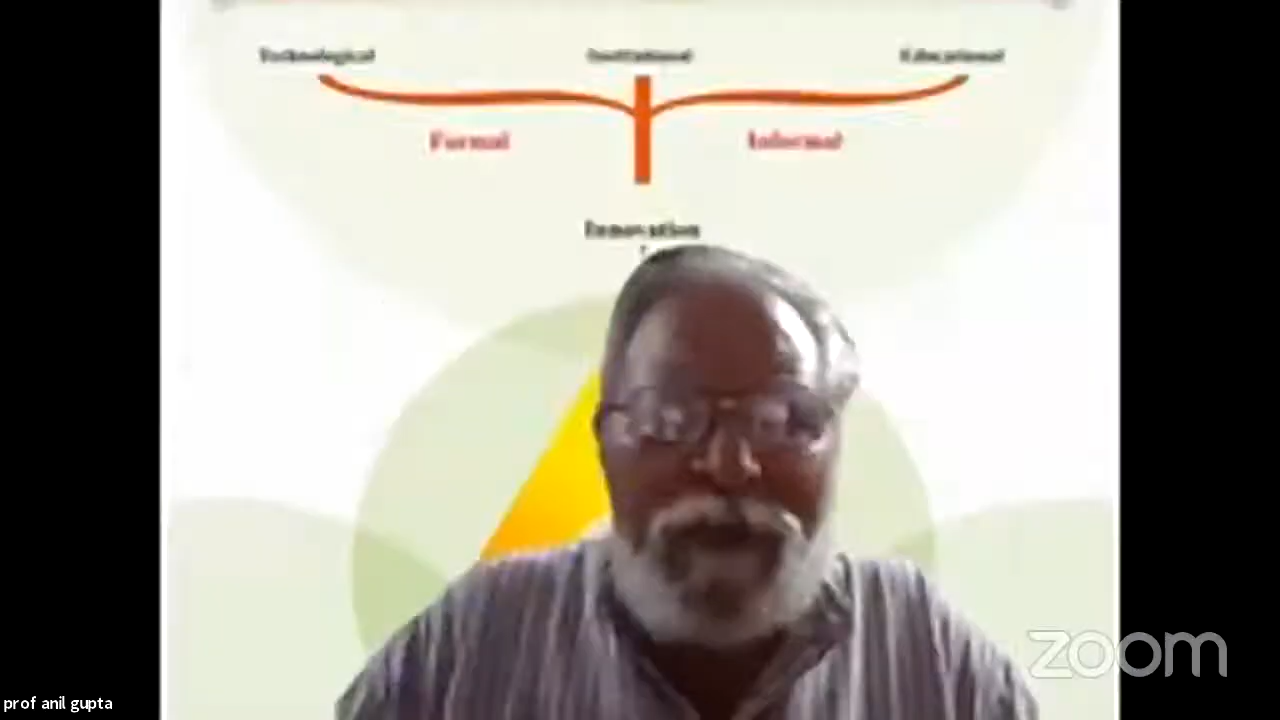 Technological Institutional Educational
Formal Informal
Innovation
zoom
prof anil gupta